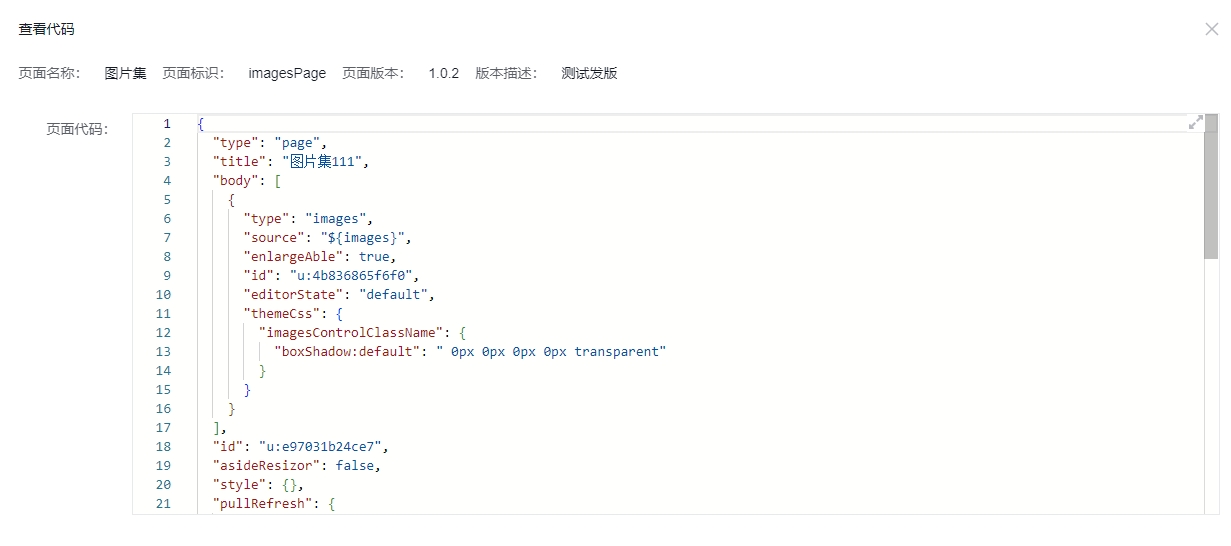 查看代码
页面名称： 图片集 页面标识： imagesPage 页面版本： 1.0.2 版本描述： 测试发版
页面代码：
1 {
2 "type": "page",
3 "title": "图片集111",
4 "body": [
5 {
6 "type": "images",
7 "source": "${images}",
8 "enlargeAble": true,
9 "id": "u:4b836865f6f0",
10 "editorState": "default",
11 "themeCss": {
12 "imagesControlClassName": {
13 "boxShadow:default": " 0px 0px 0px 0px transparent"
14 }
15 }
16 }
17 ],
18 "id": "u:e97031b24ce7",
19 "asideResizor": false,
20 "style": {},
21 "pullRefresh": {